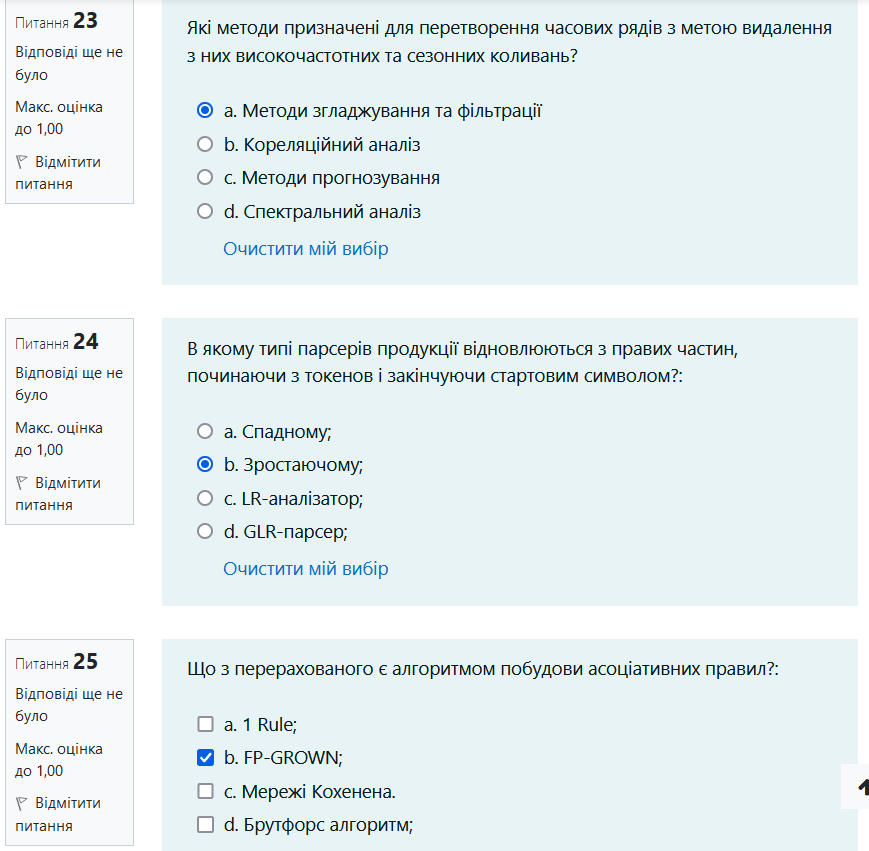 Питання 23
Відповіді ще не
було
Макс. оцінка
до 1,00
Відмітити
питання
Які методи призначені для перетворення часових рядів з метою видалення
з них високочастотних та сезонних коливань?
a. Методи згладжування та фільтрації
b. Кореляційний аналіз
c. Методи прогнозування
d. Спектральний аналіз
Очистити мій вибір
Питання 24
Відповіді ще не
було
Макс. оцінка
до 1,00
Відмітити
питання
В якому типі парсерів продукції відновлюються з правих частин,
починаючи з токенов і закінчуючи стартовим символом?:
a. Спадному;
b. Зростаючому;
c. LR-аналізатор;
d. GLR-парсер;
Очистити мій вибір
Питання 25
Відповіді ще не
було
Макс. оцінка
до 1,00
Відмітити
питання
Що з перерахованого є алгоритмом побудови асоціативних правил?:
a. 1 Rule;
b. FP-GROWN;
c. Мережі Кохенена.
d. Брутфорс алгоритм;